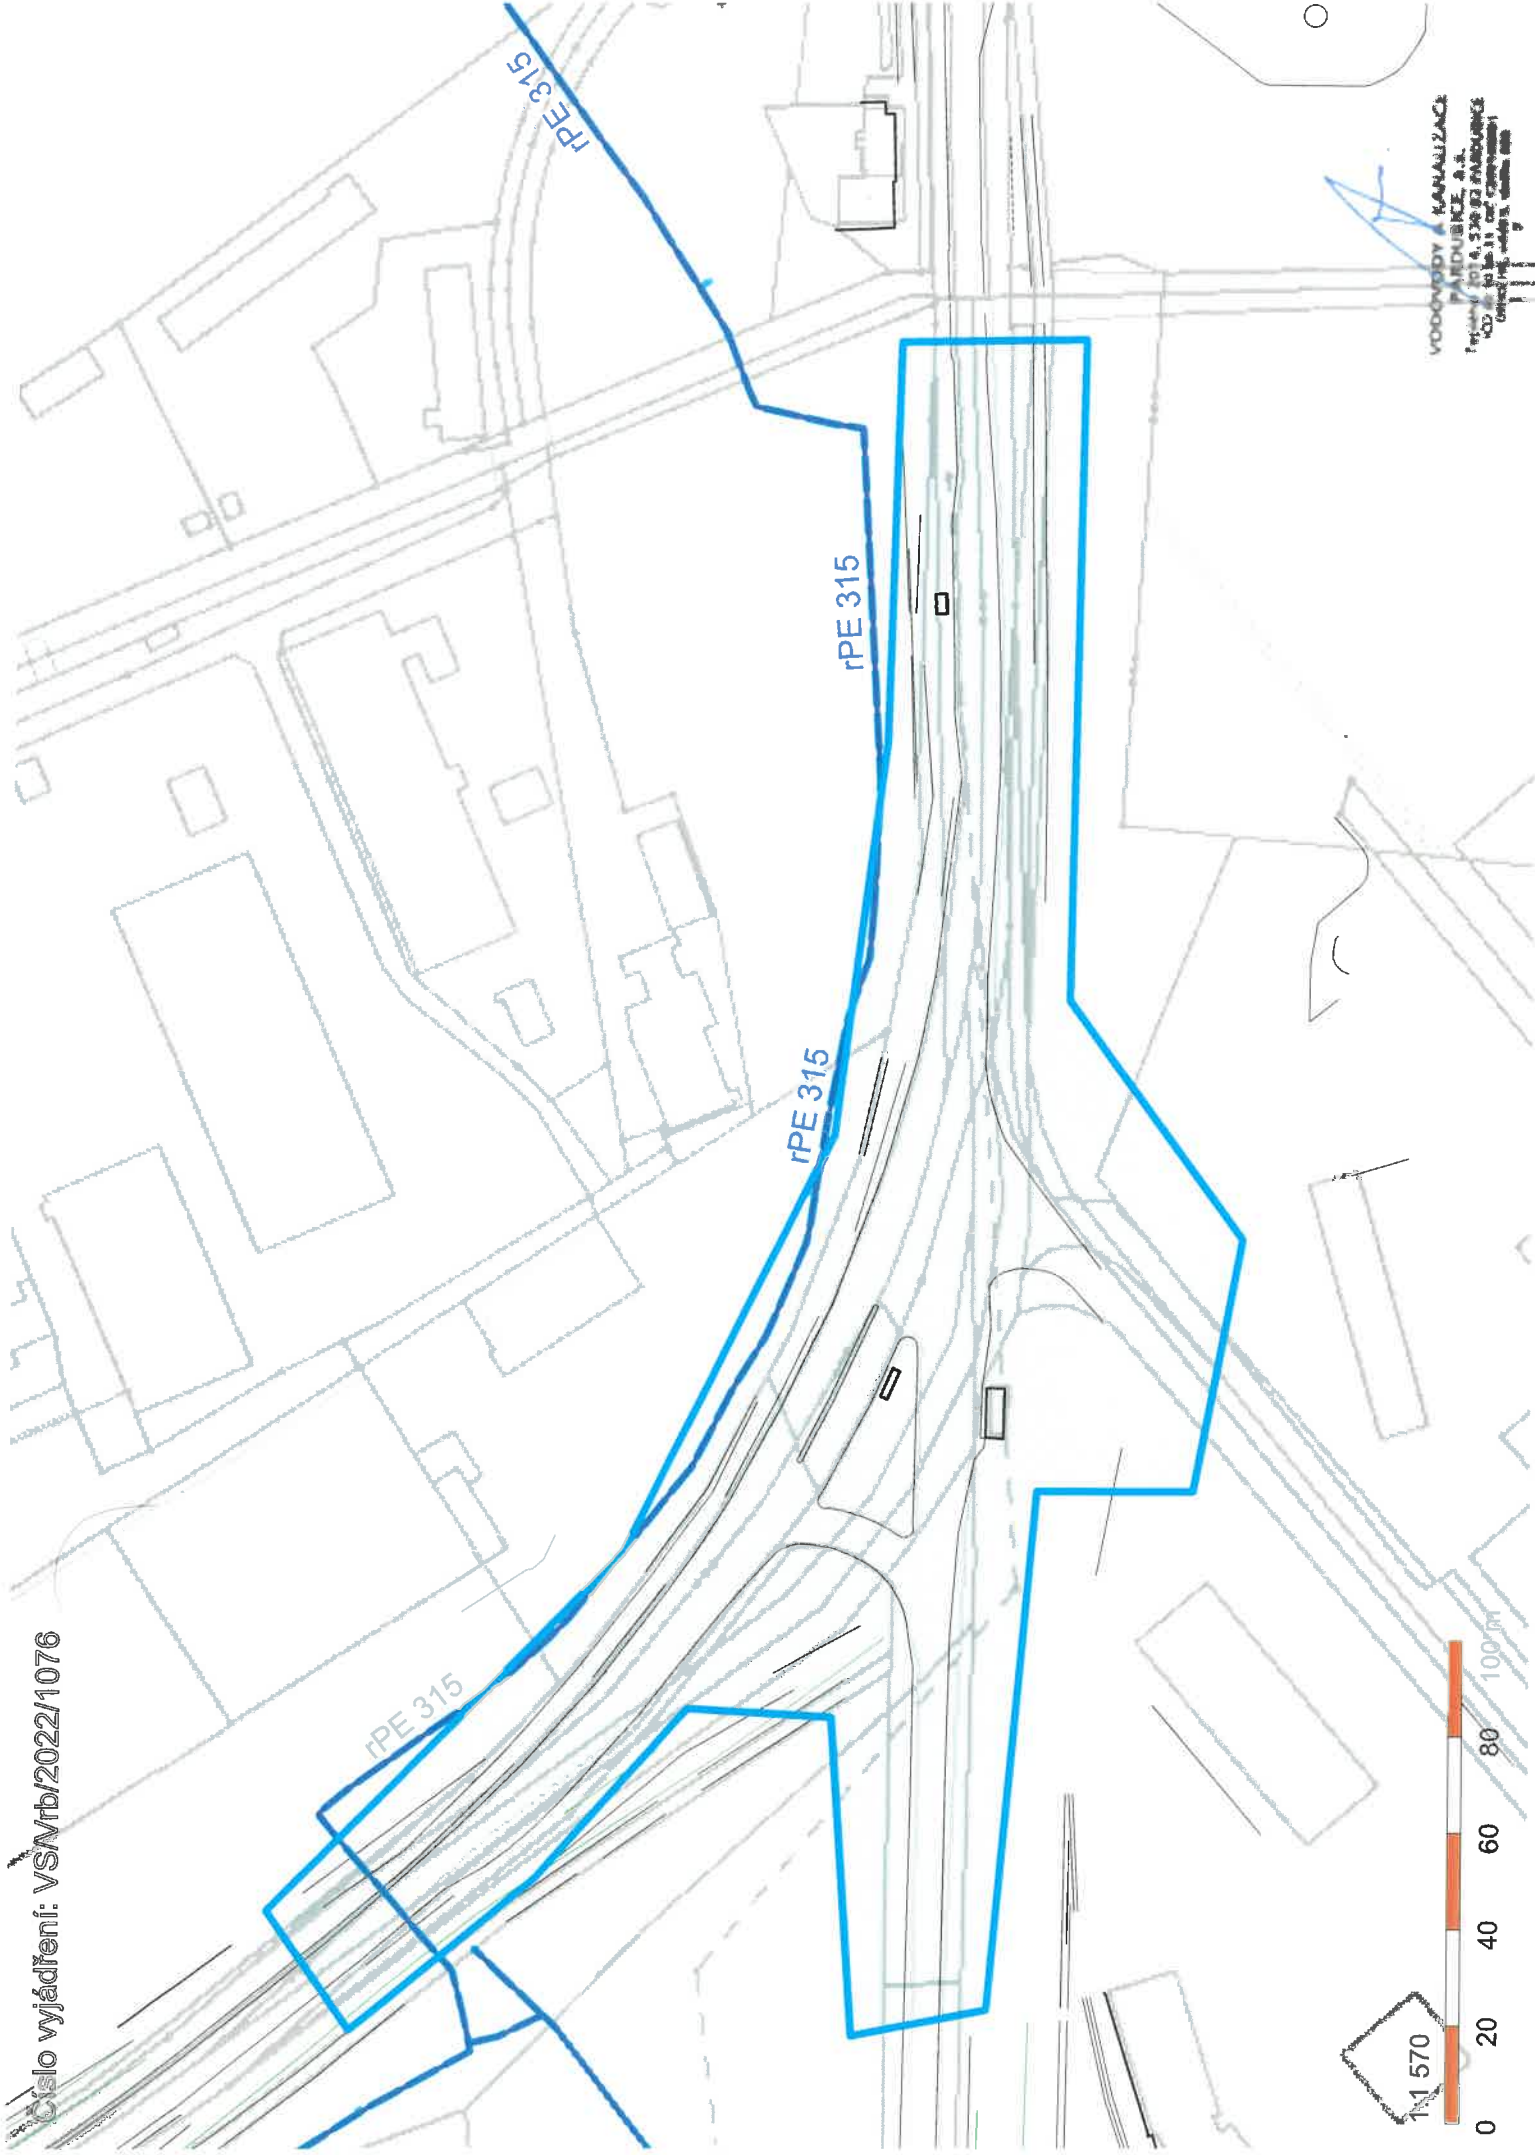 Číslo vyjádření: VS/Vrb/2022/1076
rPE 315
rPE 315
rPE 315
rPE 315
1:1 570
0 20 40 60 80 100 m
VODOVODY A KANALIZACE
PARDUBICE, a.s.